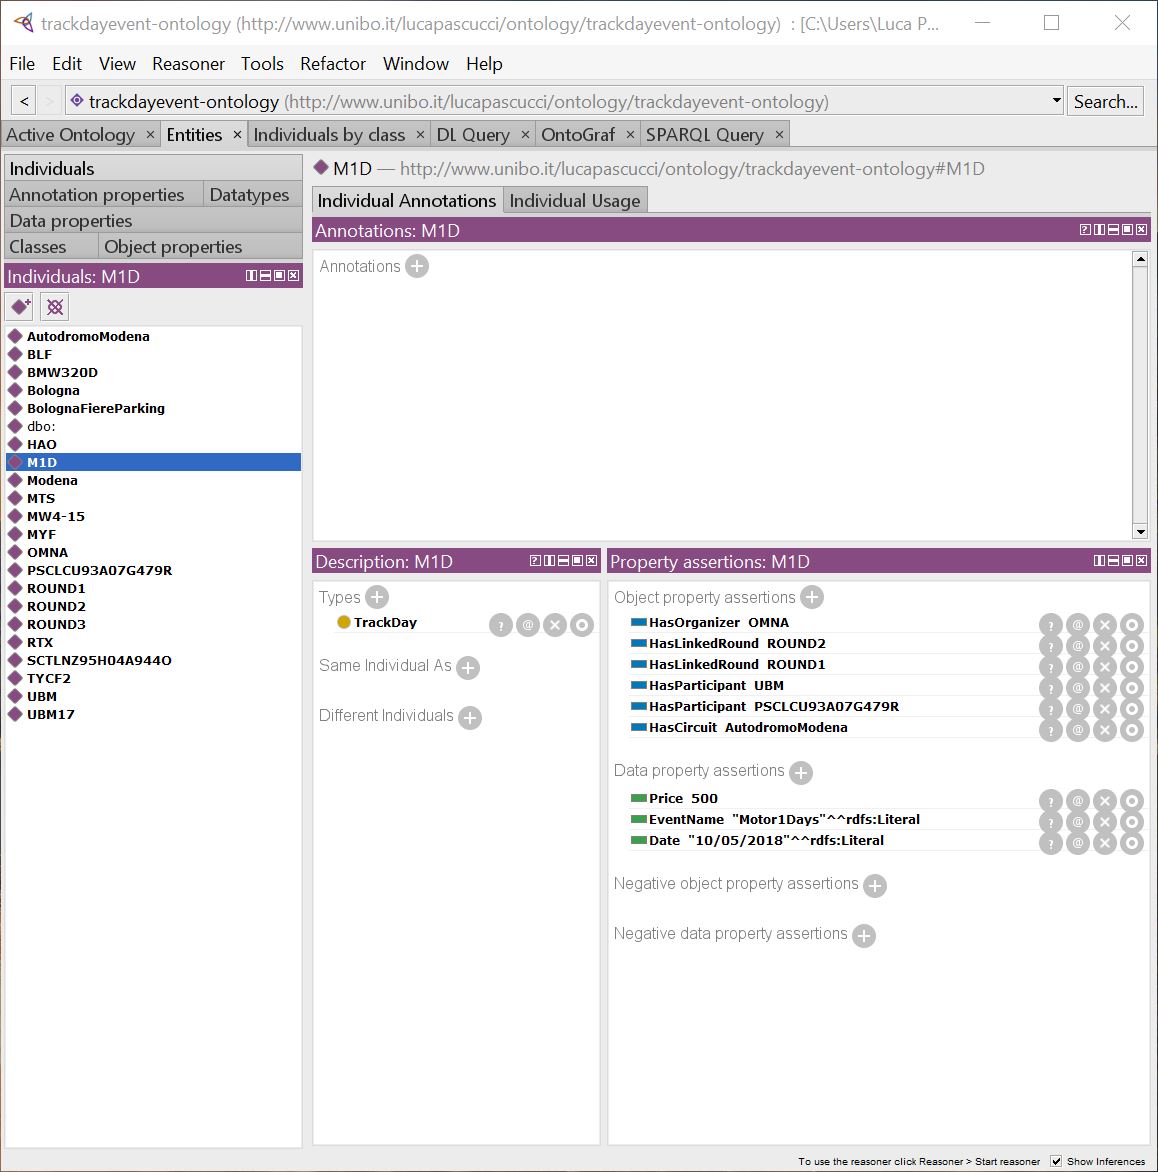 trackdayevent-ontology (http://www.unibo.it/lucapascucci/ontology/trackdayevent-ontology) : [C:\Users\Luca P...
File Edit View Reasoner Tools Refactor Window Help
< > trackdayevent-ontology (http://www.unibo.it/lucapascucci/ontology/trackdayevent-ontology) Search...
Active Ontology × Entities × Individuals by class × DL Query × OntoGraf × SPARQL Query ×
Individuals
Annotation properties Datatypes
Data properties
Classes Object properties
Individuals: M1D
AutodromoModena
BLF
BMW320D
Bologna
BolognaFiereParking
dbo:
HAO
M1D
Modena
MTS
MW4-15
MYF
OMNA
PSCLCU93A07G479R
ROUND1
ROUND2
ROUND3
RTX
SCTLNZ95H04A944O
TYCF2
UBM
UBM17
M1D — http://www.unibo.it/lucapascucci/ontology/trackdayevent-ontology#M1D
Individual Annotations Individual Usage
Annotations: M1D
Annotations
Description: M1D
Types
TrackDay
Same Individual As
Different Individuals
Property assertions: M1D
Object property assertions
HasOrganizer OMNA
HasLinkedRound ROUND2
HasLinkedRound ROUND1
HasParticipant UBM
HasParticipant PSCLCU93A07G479R
HasCircuit AutodromoModena
Data property assertions
Price 500
EventName "Motor1Days"^^rdfs:Literal
Date "10/05/2018"^^rdfs:Literal
Negative object property assertions
Negative data property assertions
To use the reasoner click Reasoner > Start reasoner Show Inferences